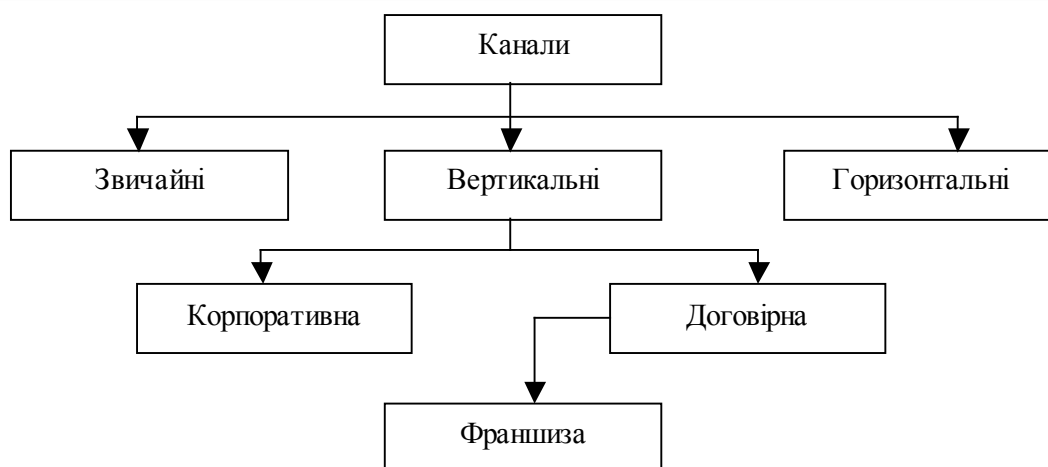 Канали
Звичайні
Вертикальні
Горизонтальні
Корпоративна
Договірна
Франшиза